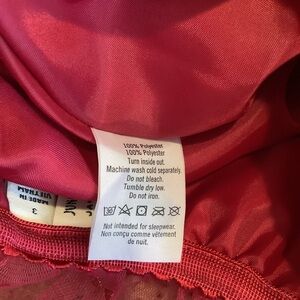 100% Polyester
100% Polyester
Turn inside out.
Machine wash cold separately.
Do not bleach.
Tumble dry low.
Do not iron.
Not intended for sleepwear.
Non conçu comme vêtement
de nuit.
MADE IN
VIETNAM
3
JUN